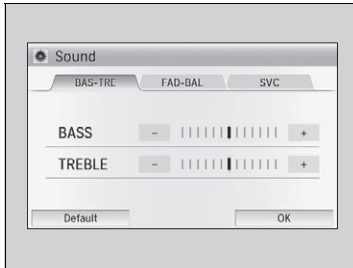 Sound
BAS-TRE FAD-BAL SVC
BASS - +
TREBLE - +
Default OK